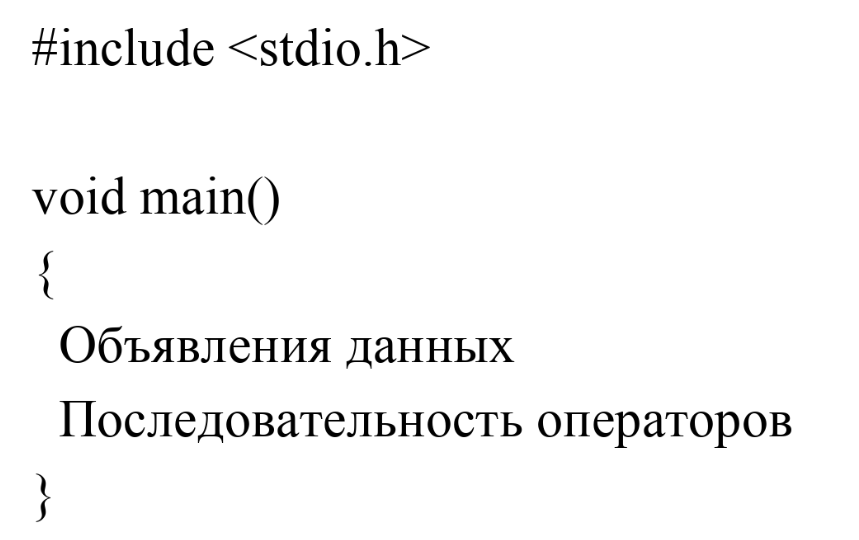 #include <stdio.h>
void main()
{
Объявления данных
Последовательность операторов
}